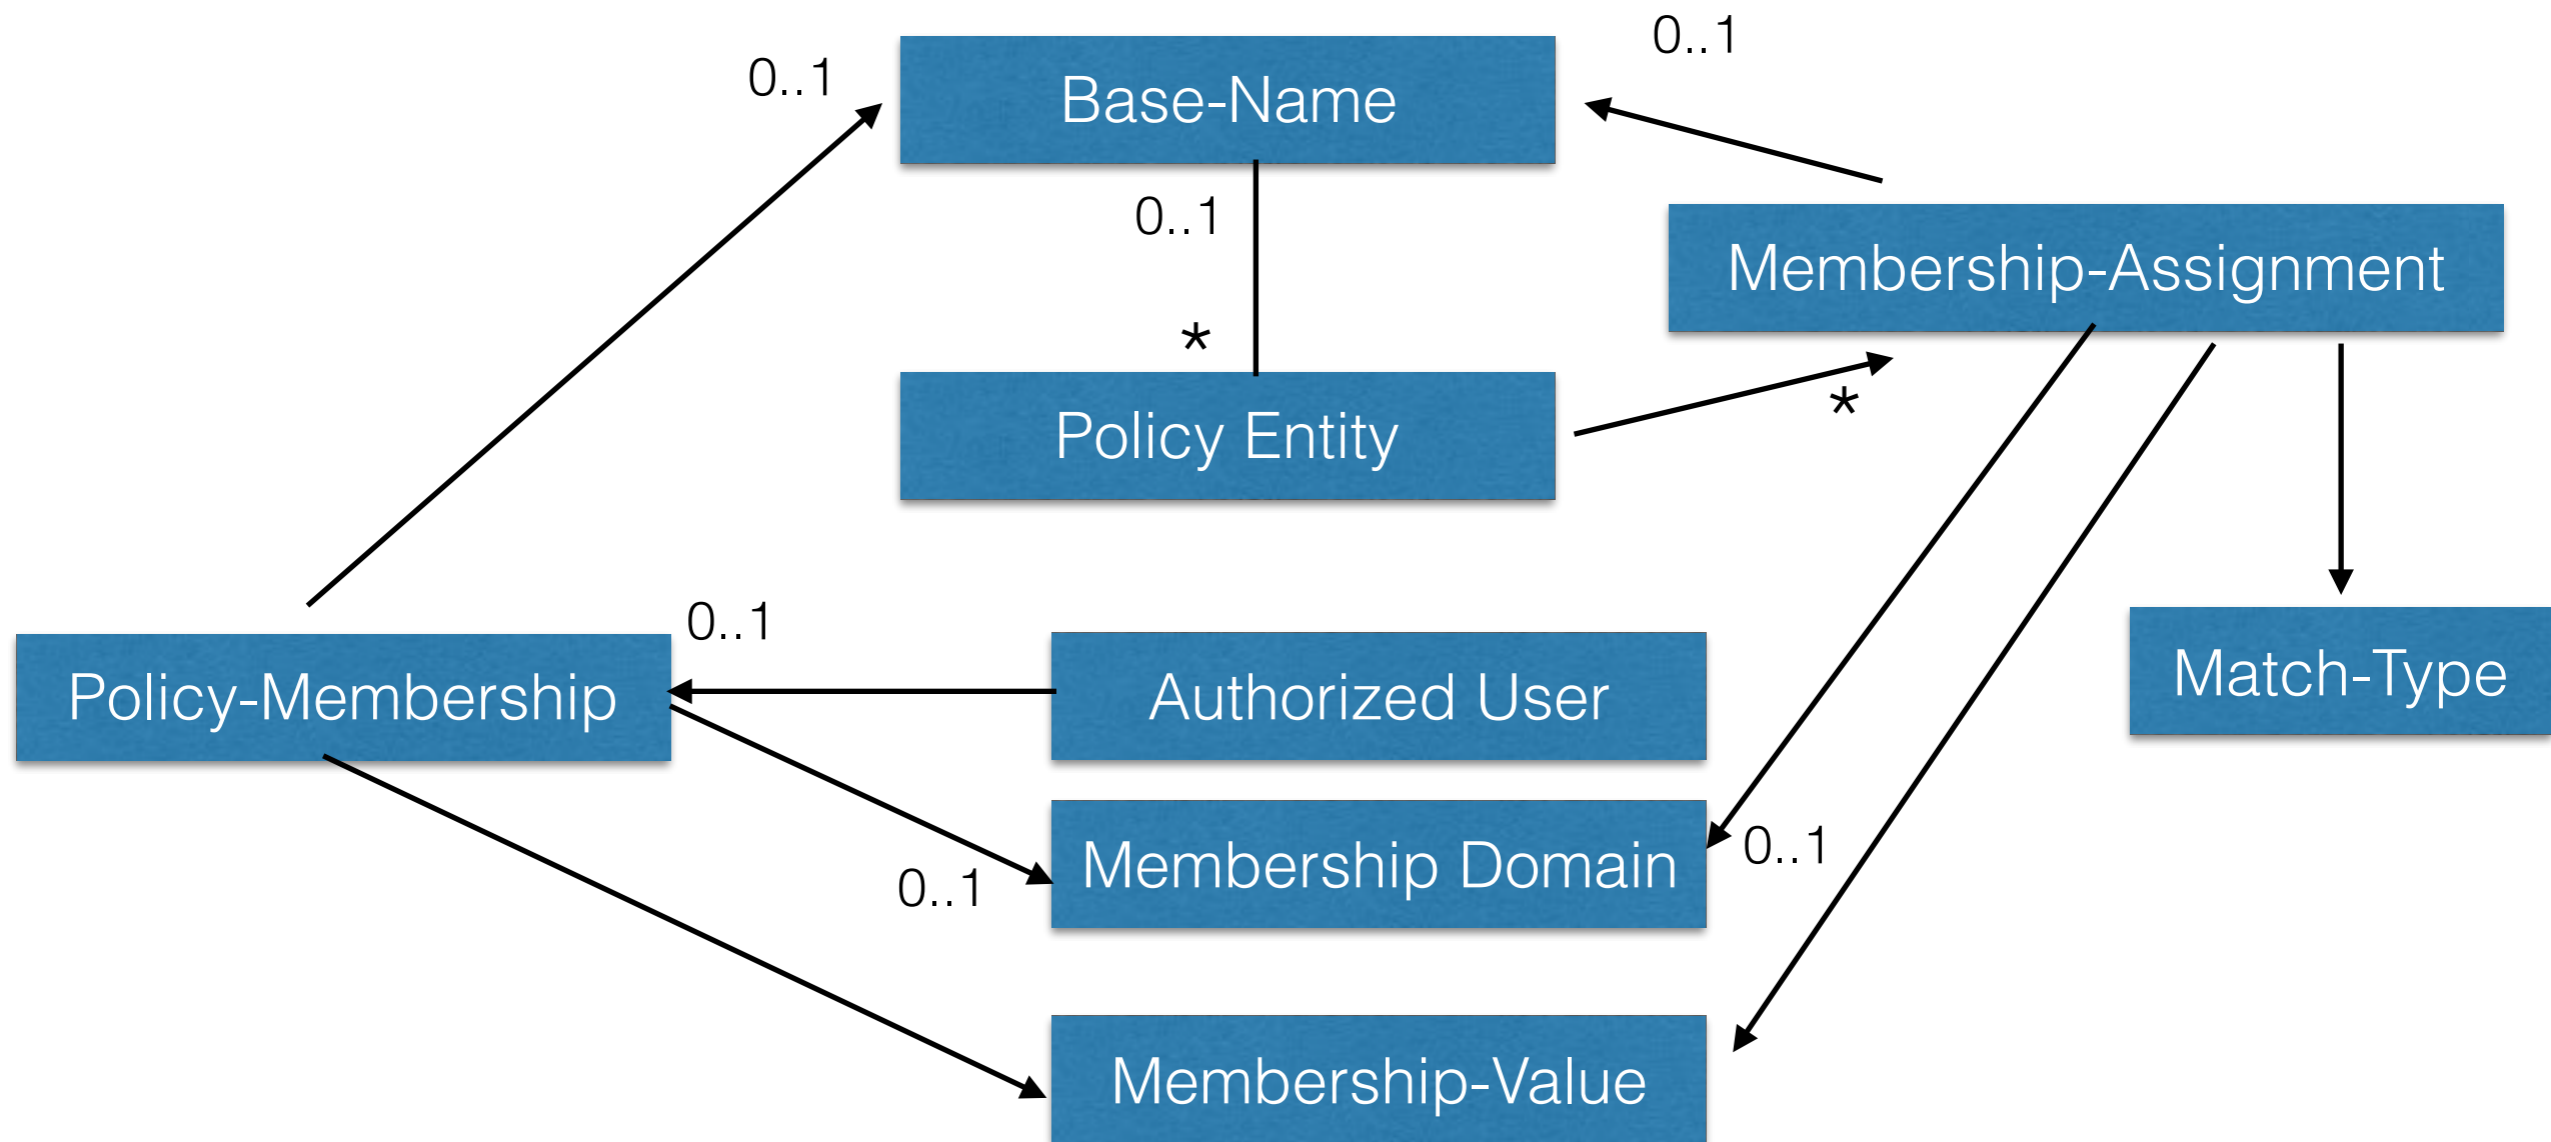 0..1
0..1
Base-Name
0..1
Membership-Assignment
*
*
Policy Entity
0..1
Policy-Membership
Authorized User
Match-Type
0..1
Membership Domain
0..1
Membership-Value